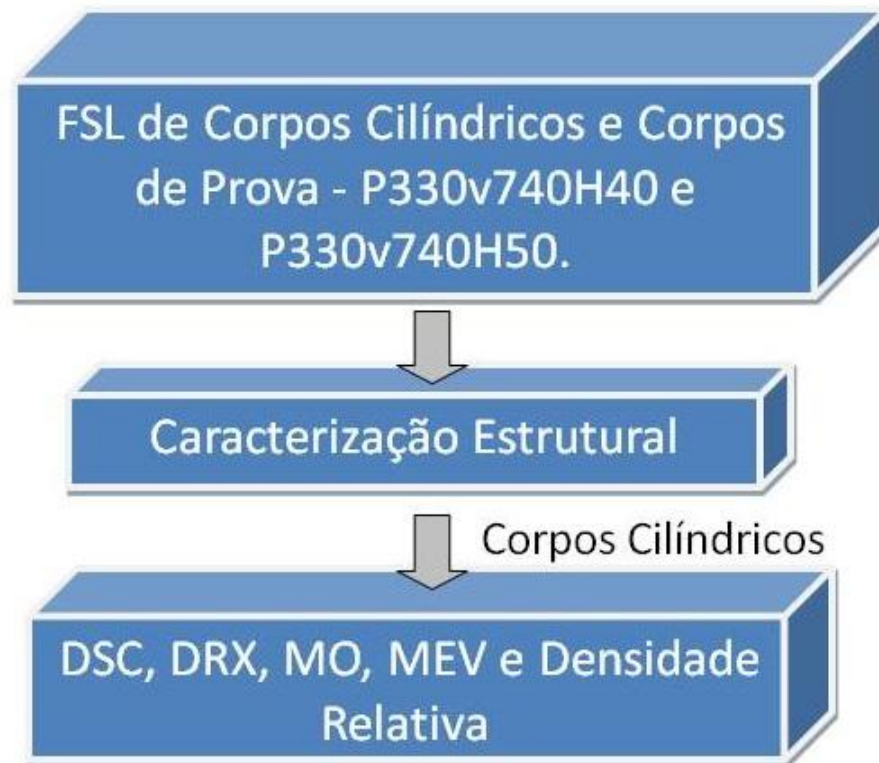 FSL de Corpos Cilíndricos e Corpos
de Prova - P330v740H40 e
P330v740H50.
Caracterização Estrutural
Corpos Cilíndricos
DSC, DRX, MO, MEV e Densidade
Relativa